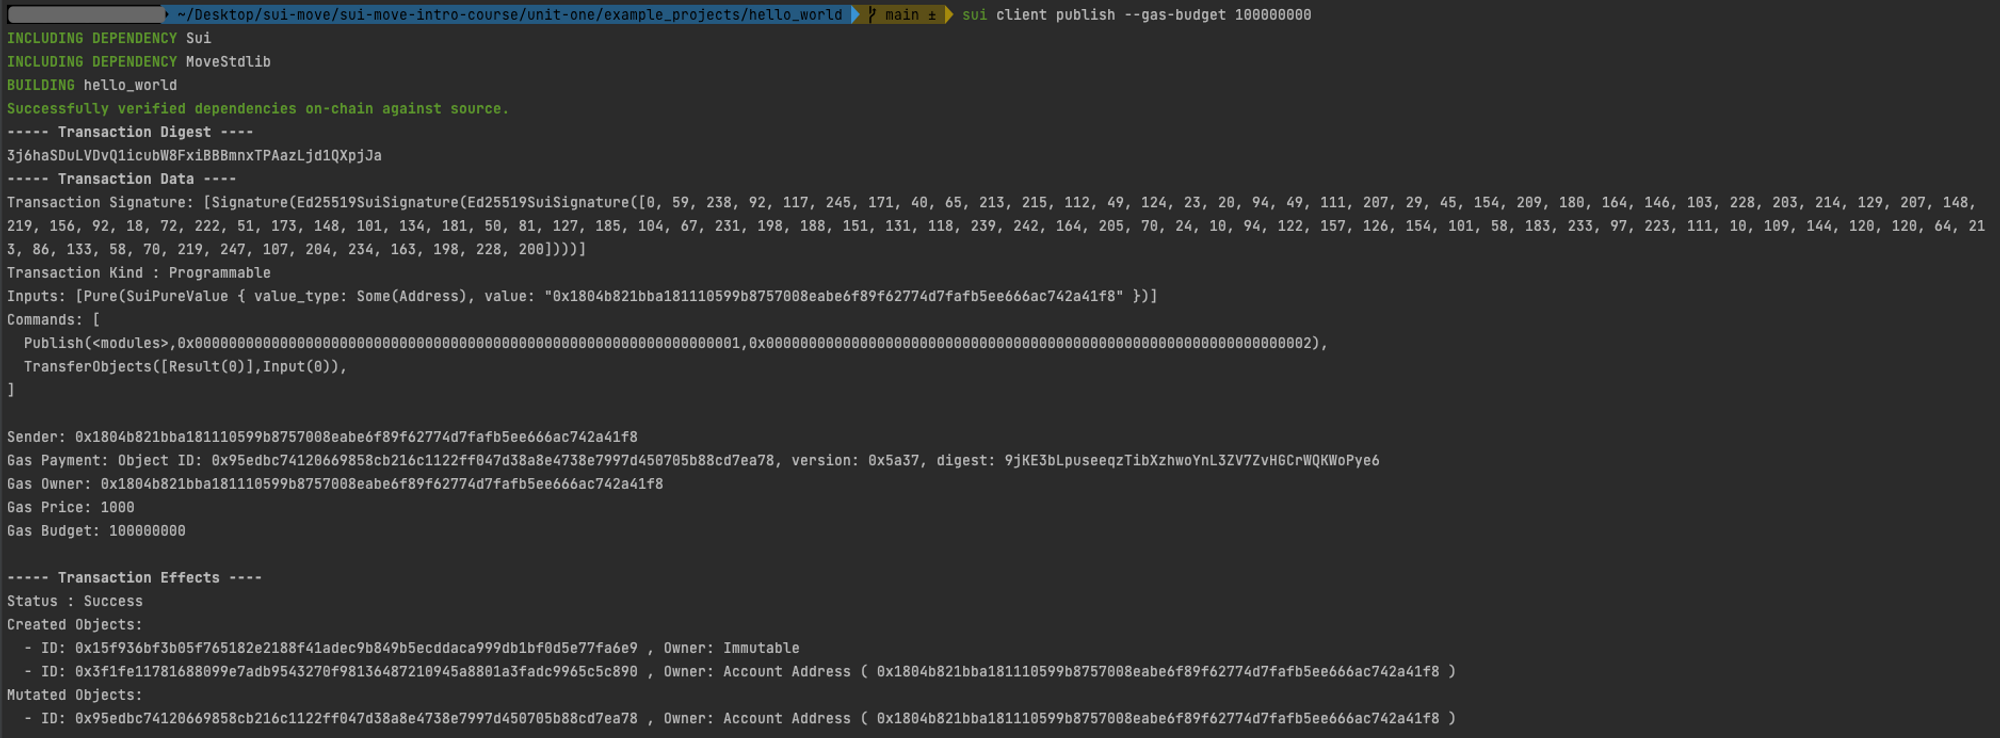 ~/Desktop/sui-move/sui-move-intro-course/unit-one/example_projects/hello_world main ± sui client publish --gas-budget 100000000
INCLUDING DEPENDENCY Sui
INCLUDING DEPENDENCY MoveStdlib
BUILDING hello_world
Successfully verified dependencies on-chain against source.
----- Transaction Digest ----
3j6haSDuLVDvQ1icubW8FxiBBBmnxTPAazLjd1QXpjJa
----- Transaction Data ----
Transaction Signature: [Signature(Ed25519SuiSignature(Ed25519SuiSignature([0, 59, 238, 92, 117, 245, 171, 40, 65, 213, 215, 112, 49, 124, 23, 20, 94, 49, 111, 207, 29, 45, 154, 209, 180, 164, 146, 103, 228, 203, 214, 129, 207, 148,
219, 156, 92, 18, 72, 222, 51, 173, 148, 101, 134, 181, 50, 81, 127, 185, 104, 67, 231, 198, 188, 151, 131, 118, 239, 242, 164, 205, 70, 24, 10, 94, 122, 157, 126, 154, 101, 58, 183, 233, 97, 223, 111, 10, 109, 144, 120, 120, 64, 21
3, 86, 133, 58, 70, 219, 247, 107, 204, 234, 163, 198, 228, 200])))]
Transaction Kind : Programmable
Inputs: [Pure(SuiPureValue { value_type: Some(Address), value: "0x1804b821bba181110599b8757008eabe6f89f62774d7fafb5ee666ac742a41f8" })]
Commands: [
Publish(<modules>,0x0000000000000000000000000000000000000000000000000000000000000001,0x0000000000000000000000000000000000000000000000000000000000000002),
TransferObjects([Result(0)],Input(0)),
]
Sender: 0x1804b821bba181110599b8757008eabe6f89f62774d7fafb5ee666ac742a41f8
Gas Payment: Object ID: 0x95edbc74120669858cb216c1122ff047d38a8e4738e7997d450705b88cd7ea78, version: 0x5a37, digest: 9jKE3bLpuseeqzTibXzhwoYnL3ZV7ZvHGCrWQKWoPye6
Gas Owner: 0x1804b821bba181110599b8757008eabe6f89f62774d7fafb5ee666ac742a41f8
Gas Price: 1000
Gas Budget: 100000000
----- Transaction Effects ----
Status : Success
Created Objects:
- ID: 0x15f936bf3b05f765182e2188f41adec9b849b5ecddaca999db1bf0d5e77fa6e9 , Owner: Immutable
- ID: 0x3f1fe11781688099e7adb9543270f98136487210945a8801a3fadc9965c5c890 , Owner: Account Address ( 0x1804b821bba181110599b8757008eabe6f89f62774d7fafb5ee666ac742a41f8 )
Mutated Objects:
- ID: 0x95edbc74120669858cb216c1122ff047d38a8e4738e7997d450705b88cd7ea78 , Owner: Account Address ( 0x1804b821bba181110599b8757008eabe6f89f62774d7fafb5ee666ac742a41f8 )